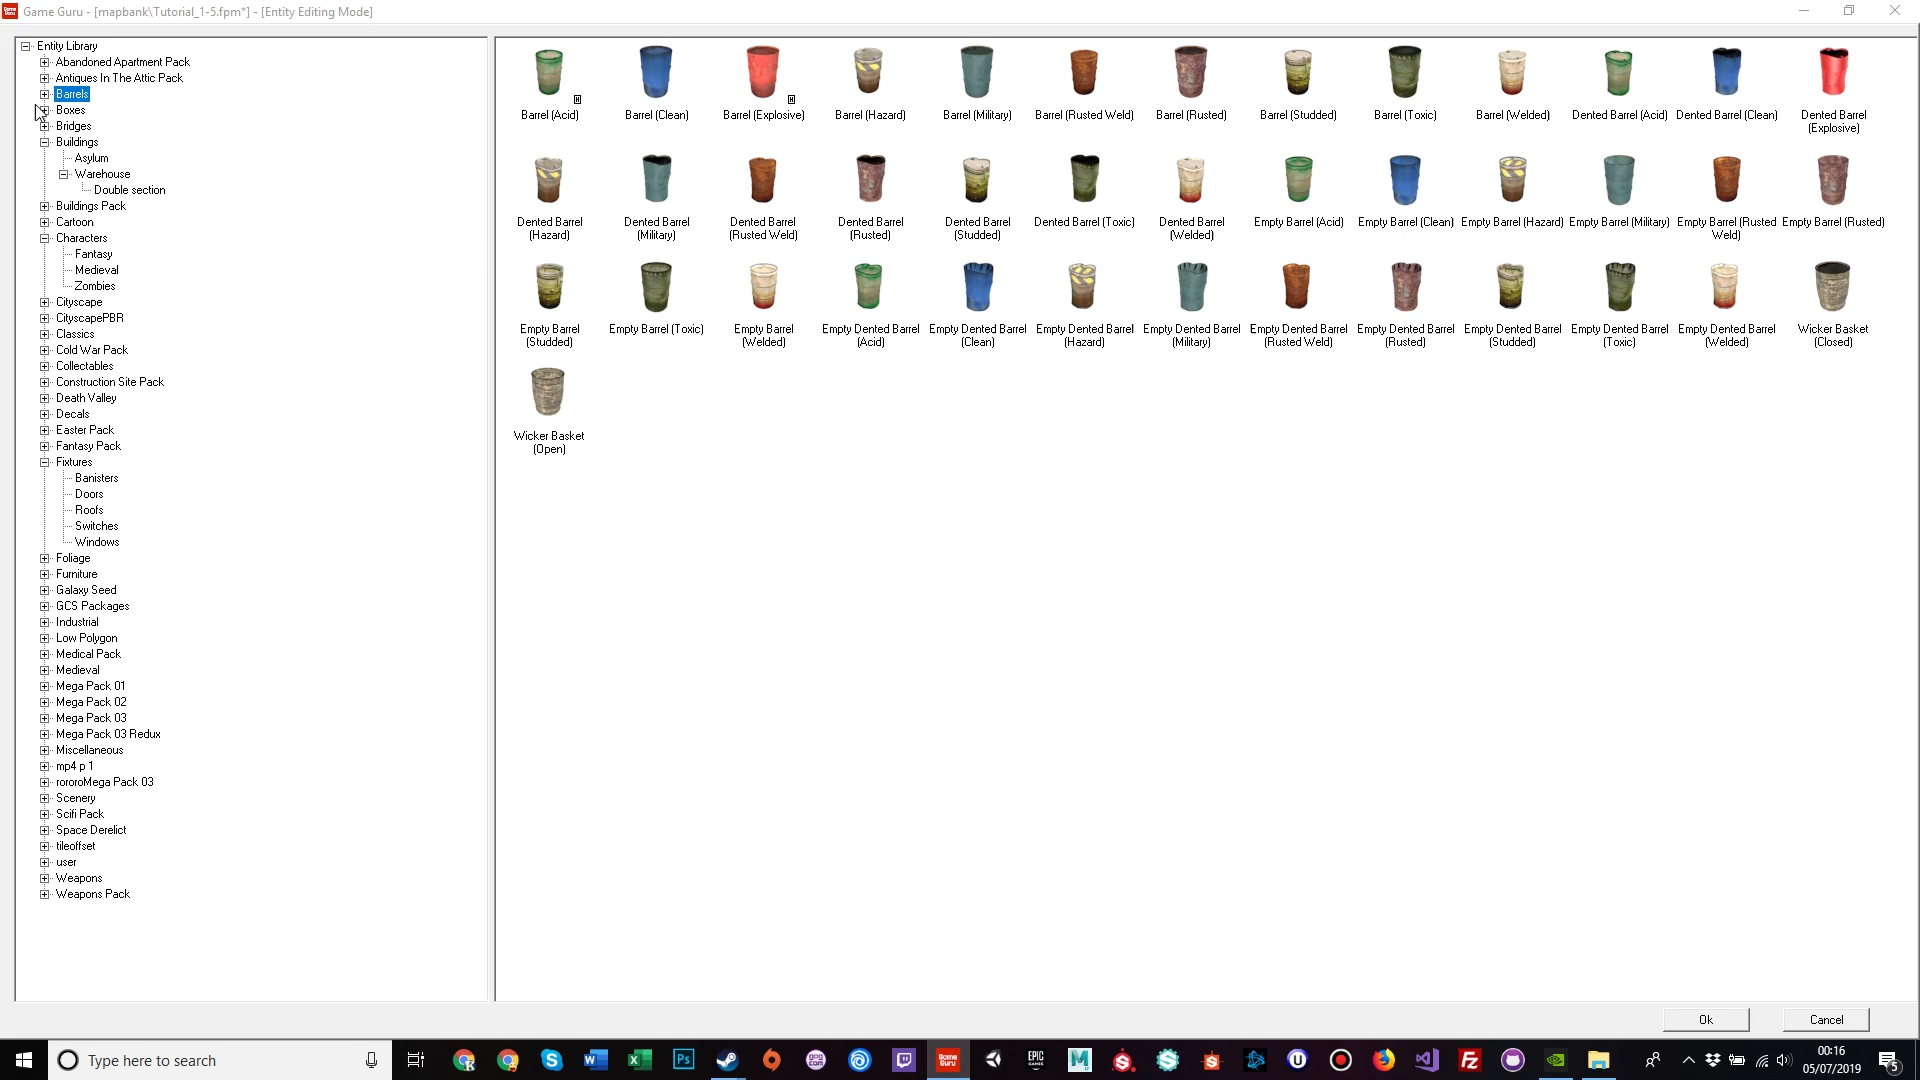 Game Guru - [mapbank\Tutorial_1-5.fpm*] - [Entity Editing Mode]
Entity Library
Abandoned Apartment Pack
Antiques In The Attic Pack
Barrels
Boxes
Bridges
Buildings
Asylum
Warehouse
Double section
Buildings Pack
Cartoon
Characters
Fantasy
Medieval
Zombies
Cityscape
CityscapePBR
Classics
Cold War Pack
Collectables
Construction Site Pack
Death Valley
Decals
Easter Pack
Fantasy Pack
Fixtures
Banisters
Doors
Roofs
Switches
Windows
Foliage
Furniture
Galaxy Seed
GCS Packages
Industrial
Low Polygon
Medical Pack
Medieval
Mega Pack 01
Mega Pack 02
Mega Pack 03
Mega Pack 03 Redux
Miscellaneous
mp4 p 1
rororoMega Pack 03
Scenery
Scifi Pack
Space Derelict
tileoffset
user
Weapons
Weapons Pack
Barrel (Acid) Barrel (Clean) Barrel (Explosive) Barrel (Hazard) Barrel (Military) Barrel (Rusted Weld) Barrel (Rusted) Barrel (Studded) Barrel (Toxic) Barrel (Welded) Dented Barrel (Acid) Dented Barrel (Clean) Dented Barrel
(Explosive)
Dented Barrel Dented Barrel Dented Barrel Dented Barrel Dented Barrel Dented Barrel (Toxic) Dented Barrel Empty Barrel (Acid) Empty Barrel (Clean) Empty Barrel (Hazard) Empty Barrel (Military) Empty Barrel (Rusted Empty Barrel (Rusted)
(Hazard) (Military) (Rusted Weld) (Rusted) (Studded) (Welded) Weld)
Empty Barrel Empty Barrel (Toxic) Empty Barrel Empty Dented Barrel Empty Dented Barrel Empty Dented Barrel Empty Dented Barrel Empty Dented Barrel Empty Dented Barrel Empty Dented Barrel Empty Dented Barrel Empty Dented Barrel Wicker Basket
(Studded) (Welded) (Acid) (Clean) (Hazard) (Military) (Rusted Weld) (Rusted) (Studded) (Toxic) (Welded) (Closed)
Wicker Basket
(Open)
Ok Cancel
Type here to search
00:16
05/07/2019
5